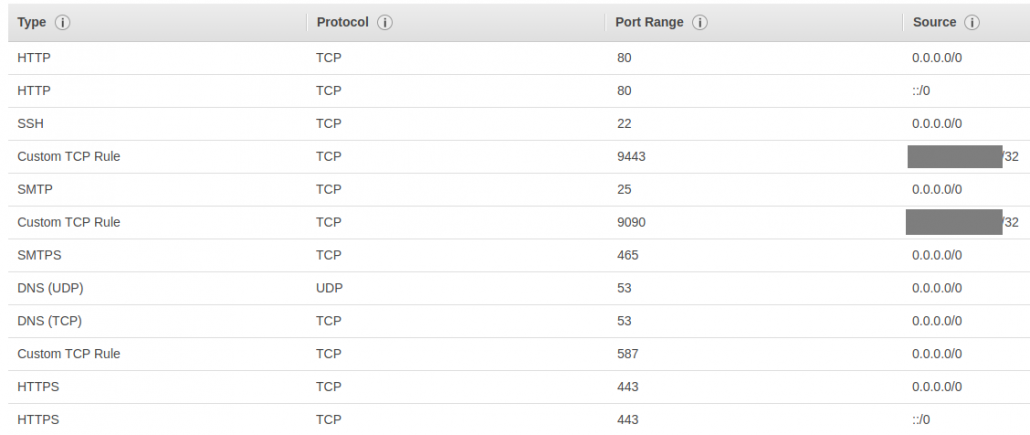 Type Protocol Port Range Source
HTTP TCP 80 0.0.0.0/0
HTTP TCP 80 ::/0
SSH TCP 22 0.0.0.0/0
Custom TCP Rule TCP 9443 /32
SMTP TCP 25 0.0.0.0/0
Custom TCP Rule TCP 9090 /32
SMTPS TCP 465 0.0.0.0/0
DNS (UDP) UDP 53 0.0.0.0/0
DNS (TCP) TCP 53 0.0.0.0/0
Custom TCP Rule TCP 587 0.0.0.0/0
HTTPS TCP 443 0.0.0.0/0
HTTPS TCP 443 ::/0